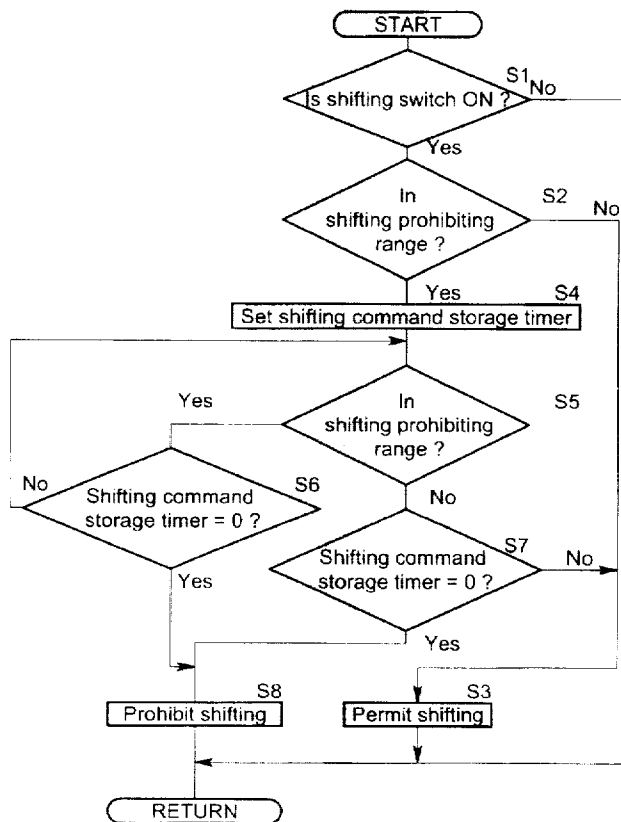 START
S1
Is shifting switch ON ?
No
Yes
S2
In
shifting prohibiting
range ?
No
Yes
S4
Set shifting command storage timer
Yes
In
shifting prohibiting
range ?
S5
No
S6
Shifting command
storage timer = 0 ?
No
Yes
S7
Shifting command
storage timer = 0 ?
No
Yes
S8
Prohibit shifting
S3
Permit shifting
RETURN